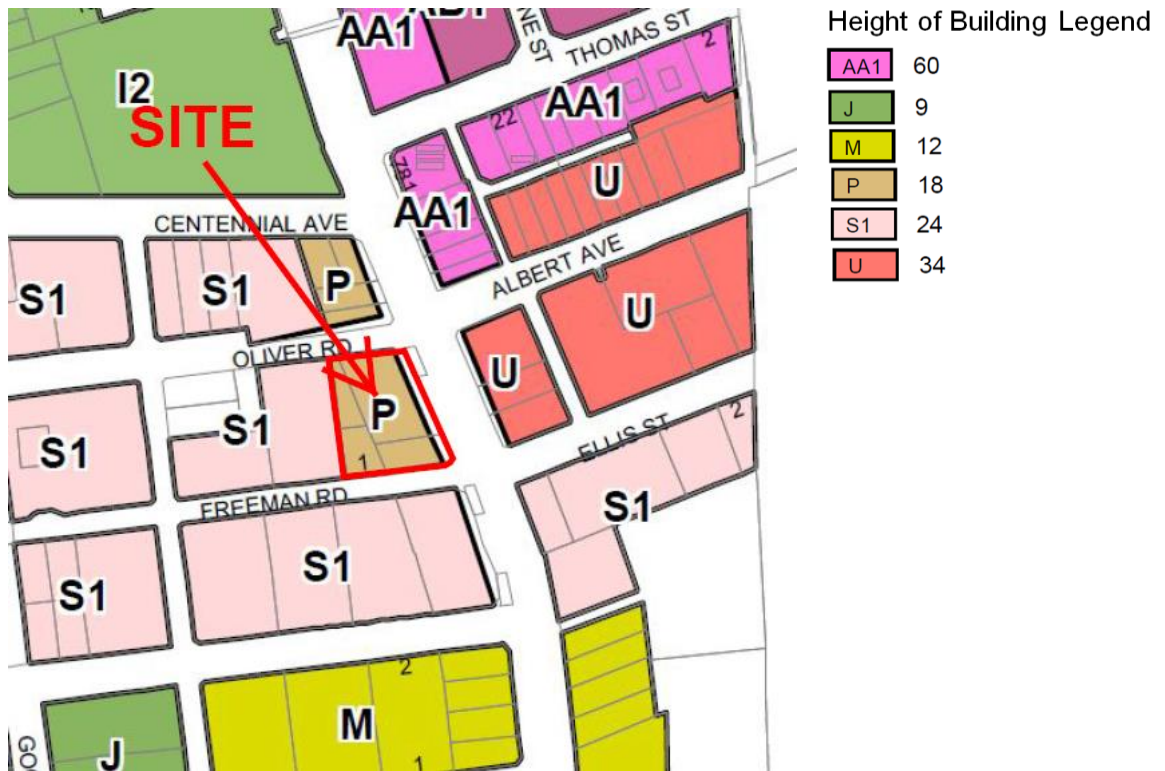 Height of Building Legend
AA1 60
J 9
M 12
P 18
S1 24
U 34
AA1
THOMAS ST
2
I2
SITE
AA1
22
781
U
AA1
CENTENNIAL AVE
ALBERT AVE
S1
S1
P
U
OLIVER RD
U
P
S1
S1
2
ELLIS ST
1
S1
FREEMAN RD
S1
S1
2
M
J
1